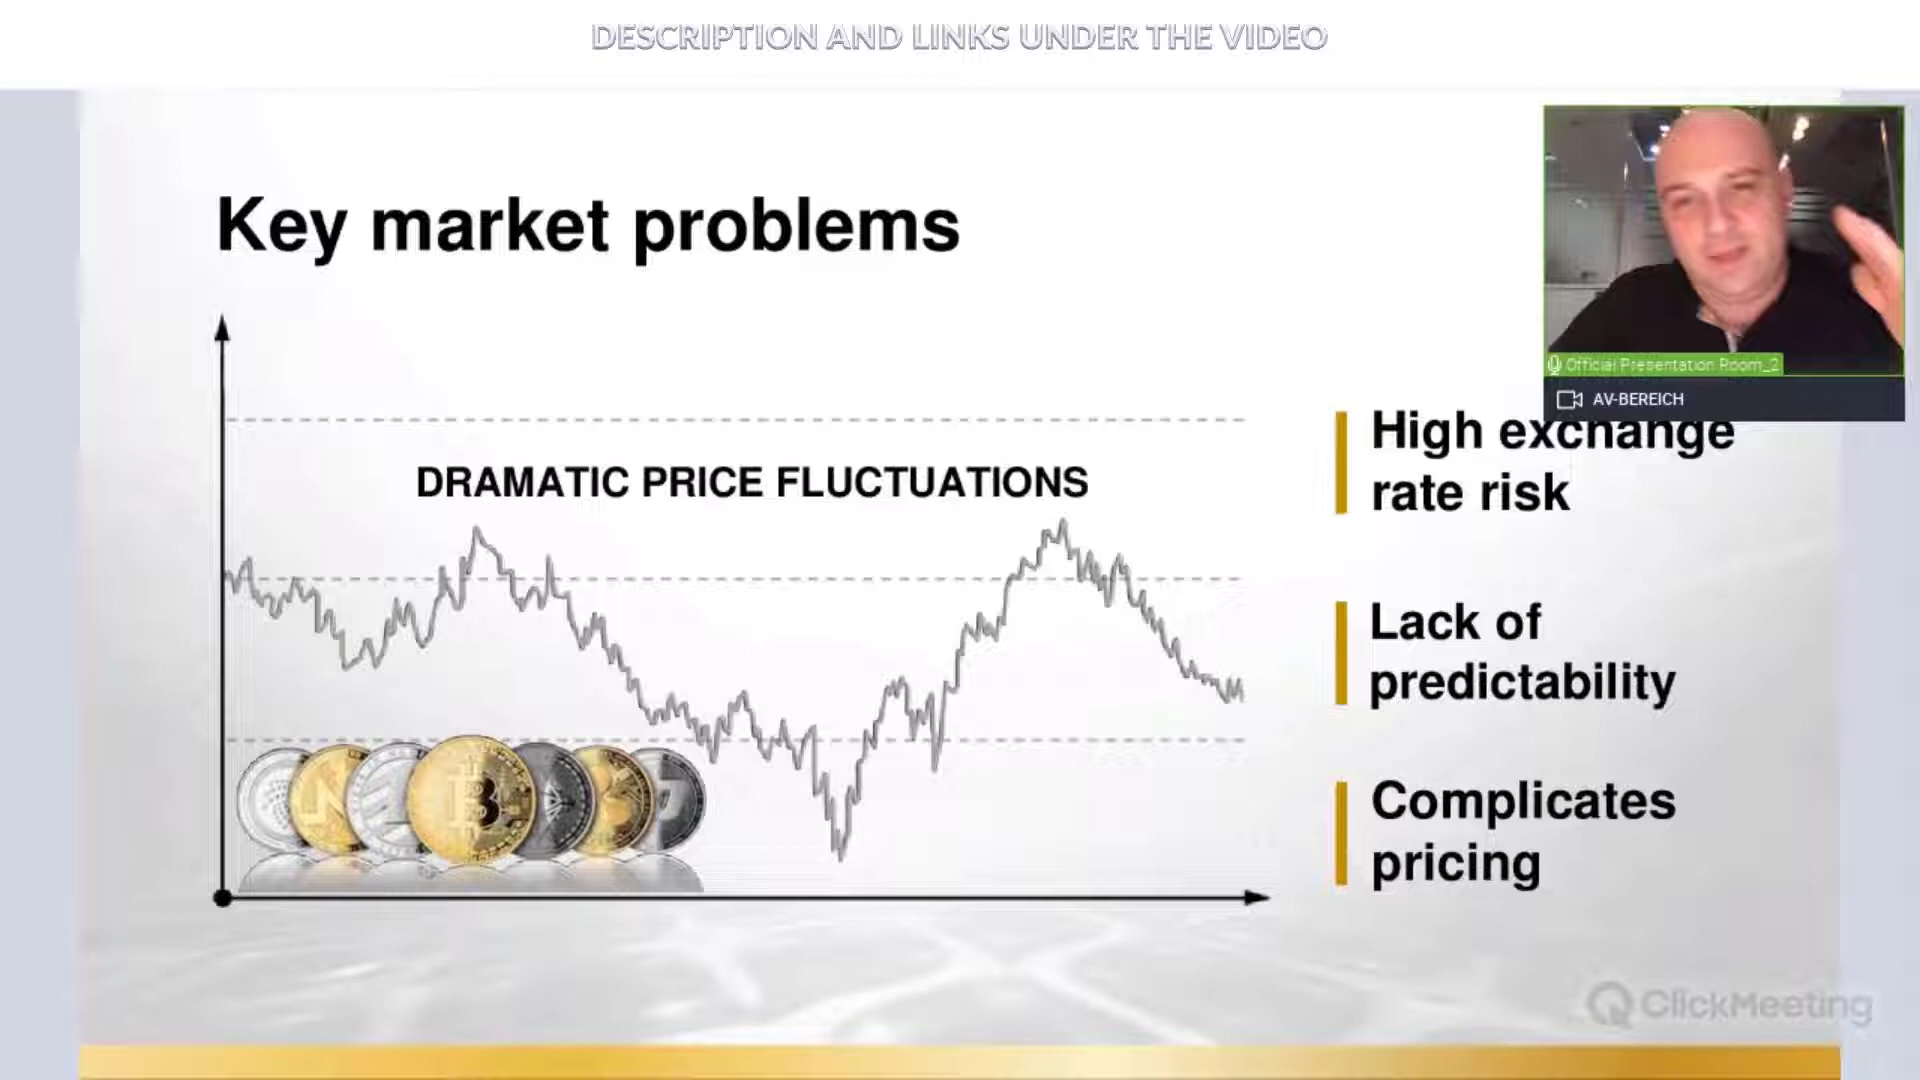 DESCRIPTION AND LINKS UNDER THE VIDEO
Key market problems
Official Presentation Room_2
AV-BEREICH
DRAMATIC PRICE FLUCTUATIONS
High exchange
rate risk
Lack of
predictability
Complicates
pricing
ClickMeeting